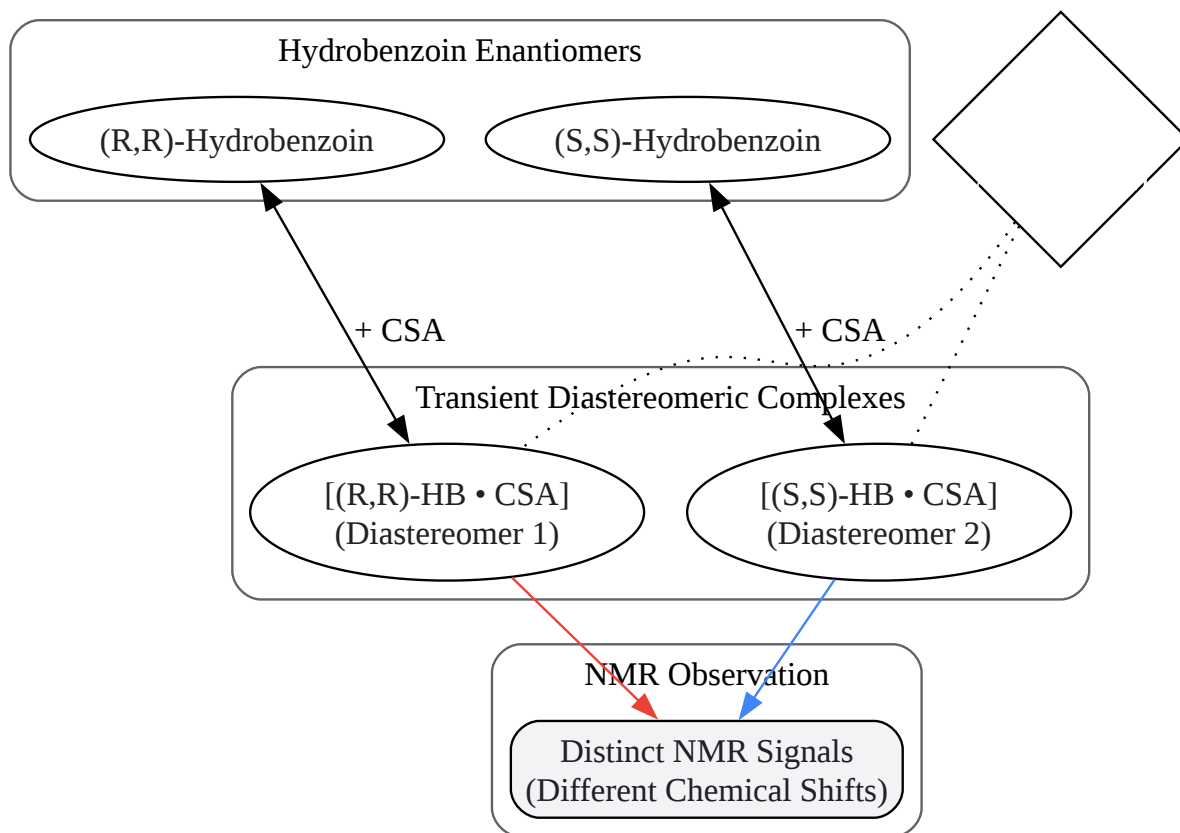 Hydrobenzoin Enantiomers
(R,R)-Hydrobenzoin
(S,S)-Hydrobenzoin
+ CSA
+ CSA
Transient Diastereomeric Complexes
[(R,R)-HB • CSA]
(Diastereomer 1)
[(S,S)-HB • CSA]
(Diastereomer 2)
NMR Observation
Distinct NMR Signals
(Different Chemical Shifts)